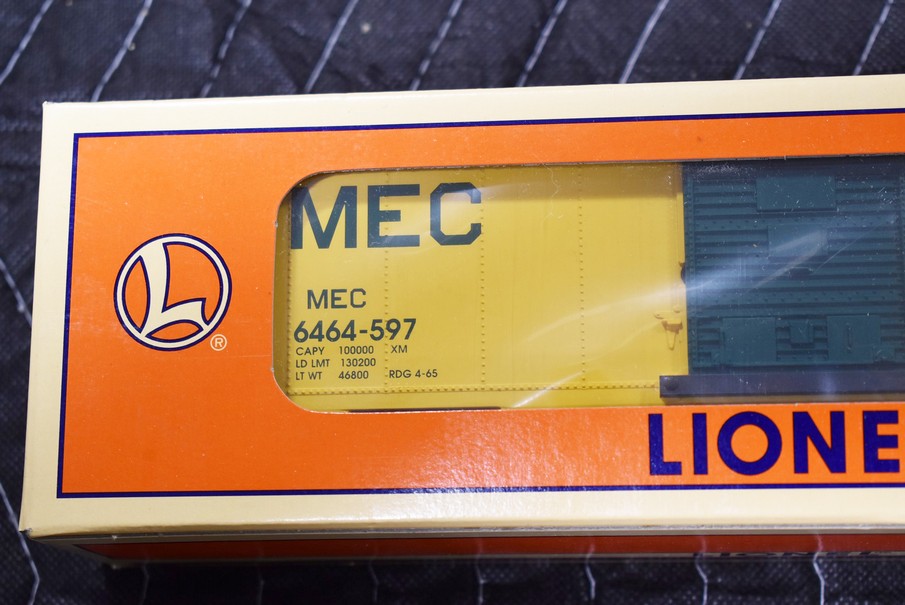 MEC
MEC
6464-597
CAPY 100000 XM
LD LMT 130200
LT WT 46800 RDG 4-65
L
®
LIONE